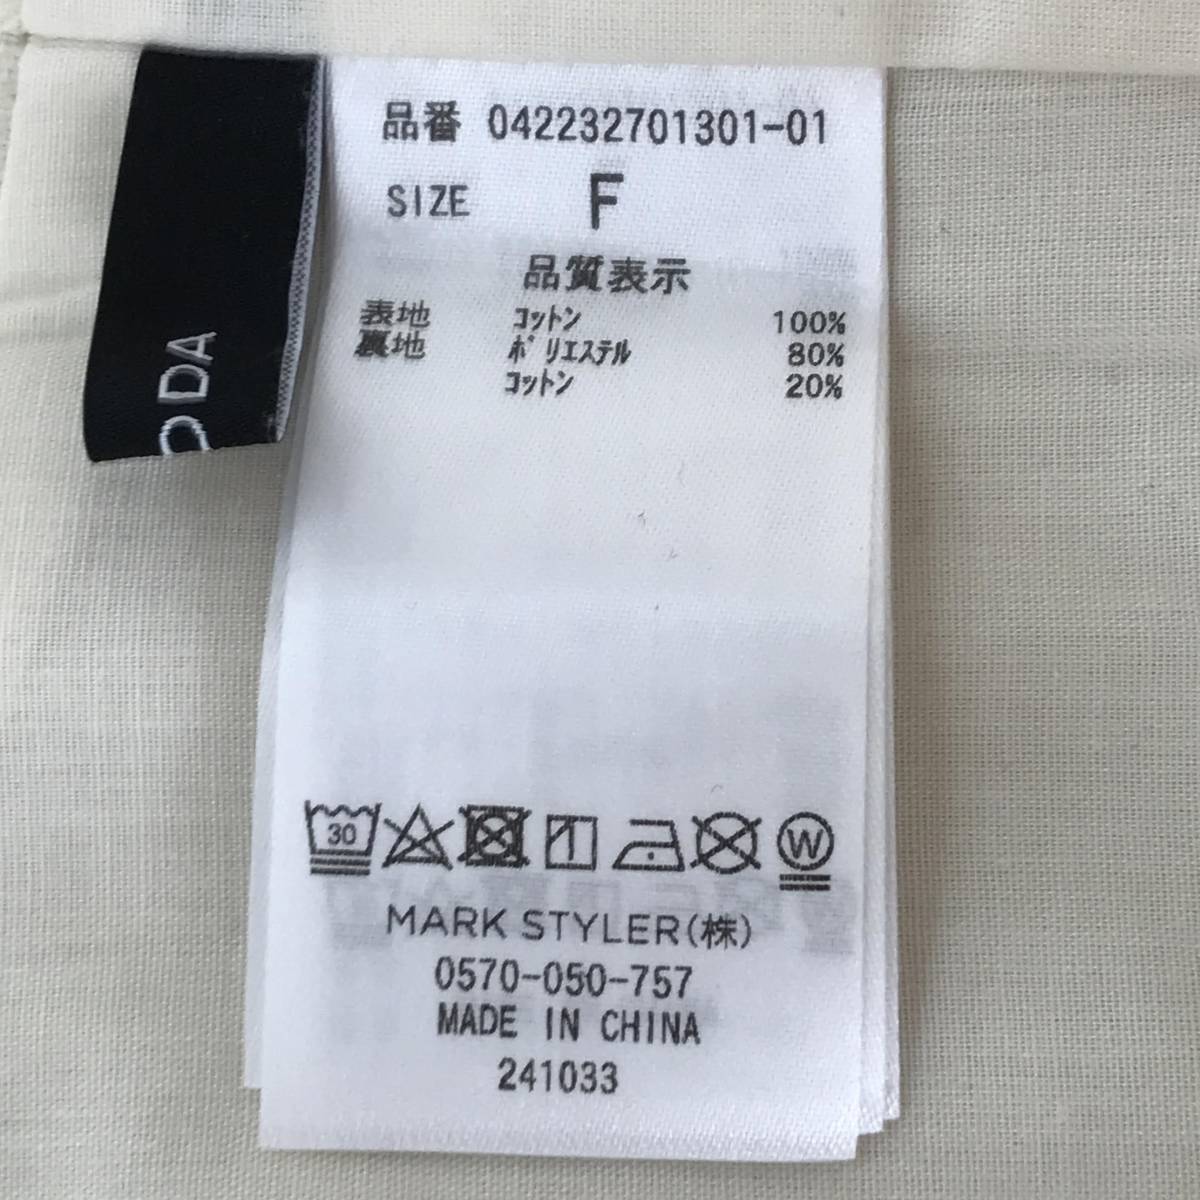 品番 042232701301-01
SIZE F
品質表示
表地 コットン 100%
裏地 ポリエステル 80%
コットン 20%
DA
30
W
MARK STYLER(株)
0570-050-757
MADE IN CHINA
241033